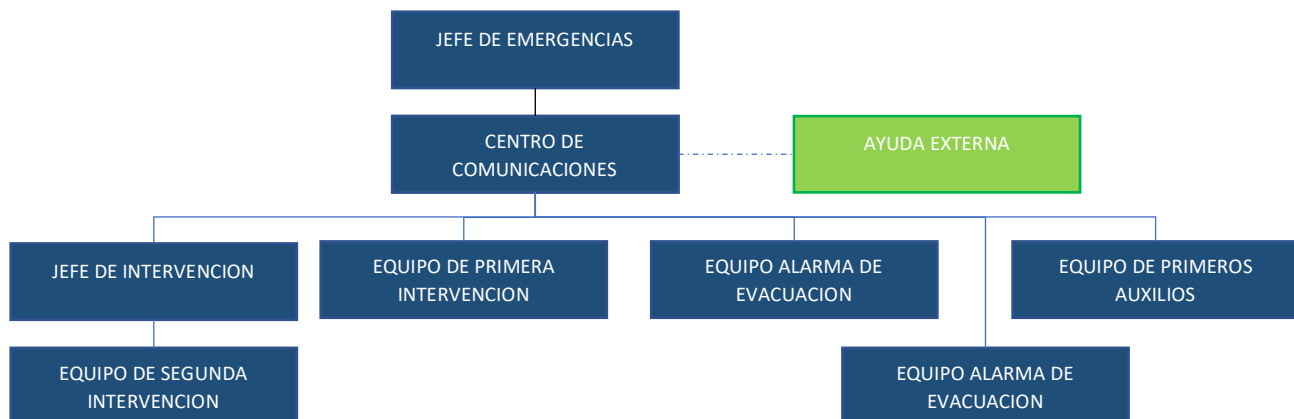 JEFE DE EMERGENCIAS
CENTRO DE
COMUNICACIONES
AYUDA EXTERNA
JEFE DE INTERVENCION
EQUIPO DE PRIMERA
INTERVENCION
EQUIPO ALARMA DE
EVACUACION
EQUIPO DE PRIMEROS
AUXILIOS
EQUIPO DE SEGUNDA
INTERVENCION
EQUIPO ALARMA DE
EVACUACION